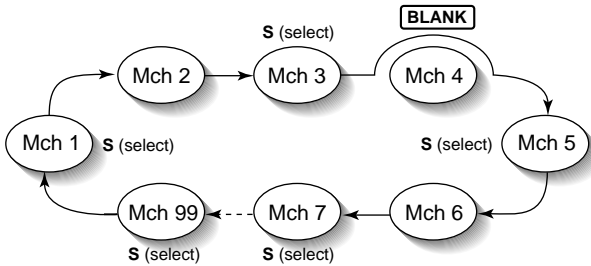 BLANK
S (select)
Mch 2
Mch 3
Mch 4
Mch 1
S (select)
S (select)
Mch 5
Mch 99
Mch 7
Mch 6
S (select)
S (select)